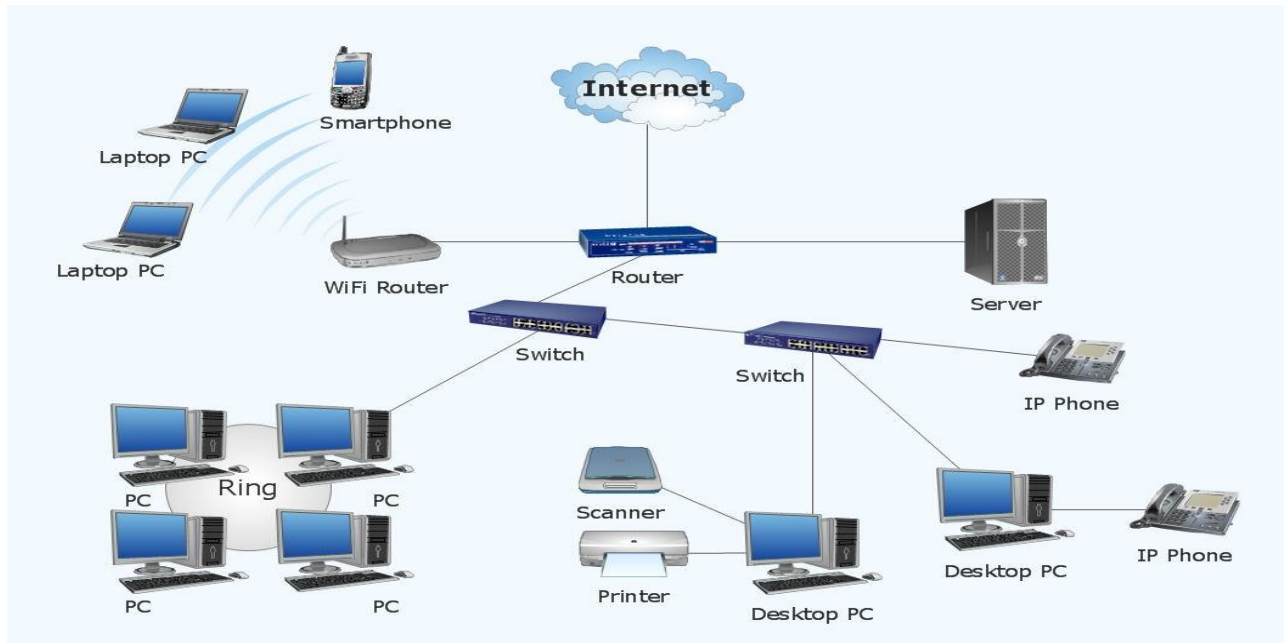 Internet
Smartphone
Laptop PC
Laptop PC
WiFi Router
Router
Server
Switch
Switch
IP Phone
PC
Ring
PC
Scanner
IP Phone
Desktop PC
Printer
PC
PC
Desktop PC